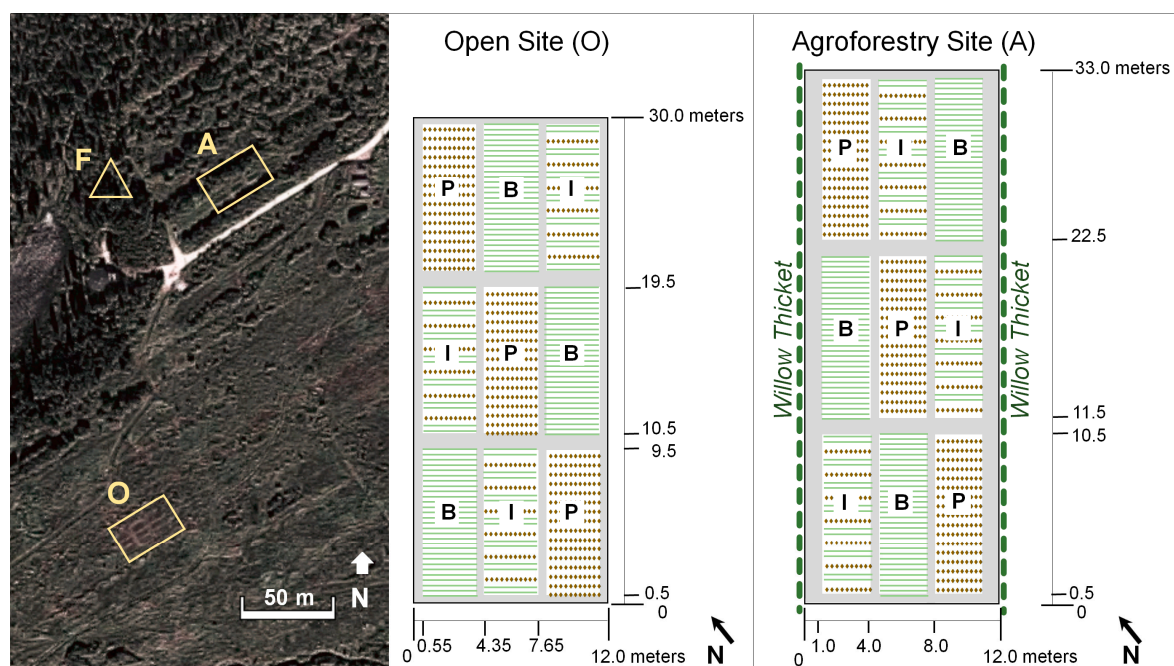 F
A
O
50 m
N
Open Site (O)
30.0 meters
P
B
I
19.5
I
P
B
10.5
9.5
B
I
P
0.5
0
0 0.55 4.35 7.65 12.0 meters
N
Agroforestry Site (A)
33.0 meters
P
I
B
22.5
Willow Thicket
B
P
I
Willow Thicket
11.5
10.5
I
B
P
0.5
0
0 1.0 4.0 8.0 12.0 meters
N